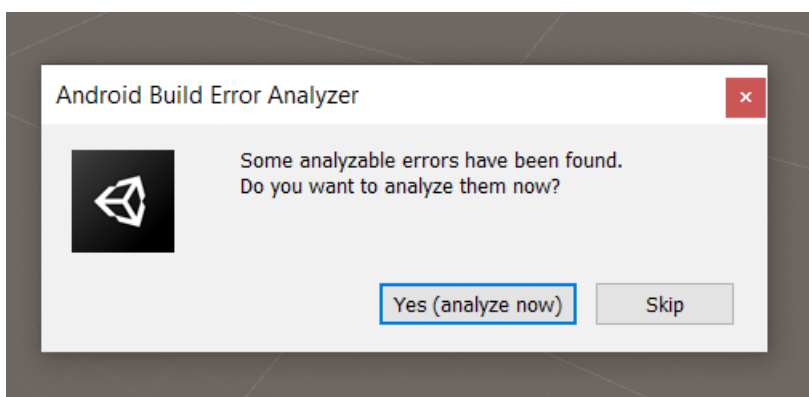 Android Build Error Analyzer
Some analyzable errors have been found.
Do you want to analyze them now?
Yes (analyze now)
Skip